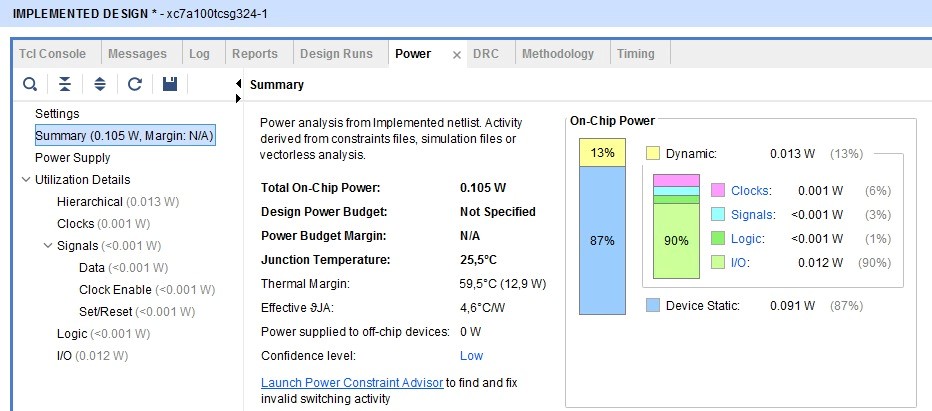 IMPLEMENTED DESIGN * - xc7a100tcsg324-1
Tcl Console Messages Log Reports Design Runs Power × DRC Methodology Timing
Summary
Settings
Summary (0.105 W, Margin: N/A)
Power Supply
Utilization Details
Hierarchical (0.013 W)
Clocks (0.001 W)
Signals (<0.001 W)
Data (<0.001 W)
Clock Enable (<0.001 W)
Set/Reset (<0.001 W)
Logic (<0.001 W)
I/O (0.012 W)
Power analysis from Implemented netlist. Activity
derived from constraints files, simulation files or
vectorless analysis.
Total On-Chip Power: 0.105 W
Design Power Budget: Not Specified
Power Budget Margin: N/A
Junction Temperature: 25,5°C
Thermal Margin: 59,5°C (12,9 W)
Effective ϑJA: 4,6°C/W
Power supplied to off-chip devices: 0 W
Confidence level: Low
Launch Power Constraint Advisor to find and fix
invalid switching activity
On-Chip Power
13%
87%
90%
Dynamic: 0.013 W (13%)
Clocks: 0.001 W (6%)
Signals: <0.001 W (3%)
Logic: <0.001 W (1%)
I/O: 0.012 W (90%)
Device Static: 0.091 W (87%)